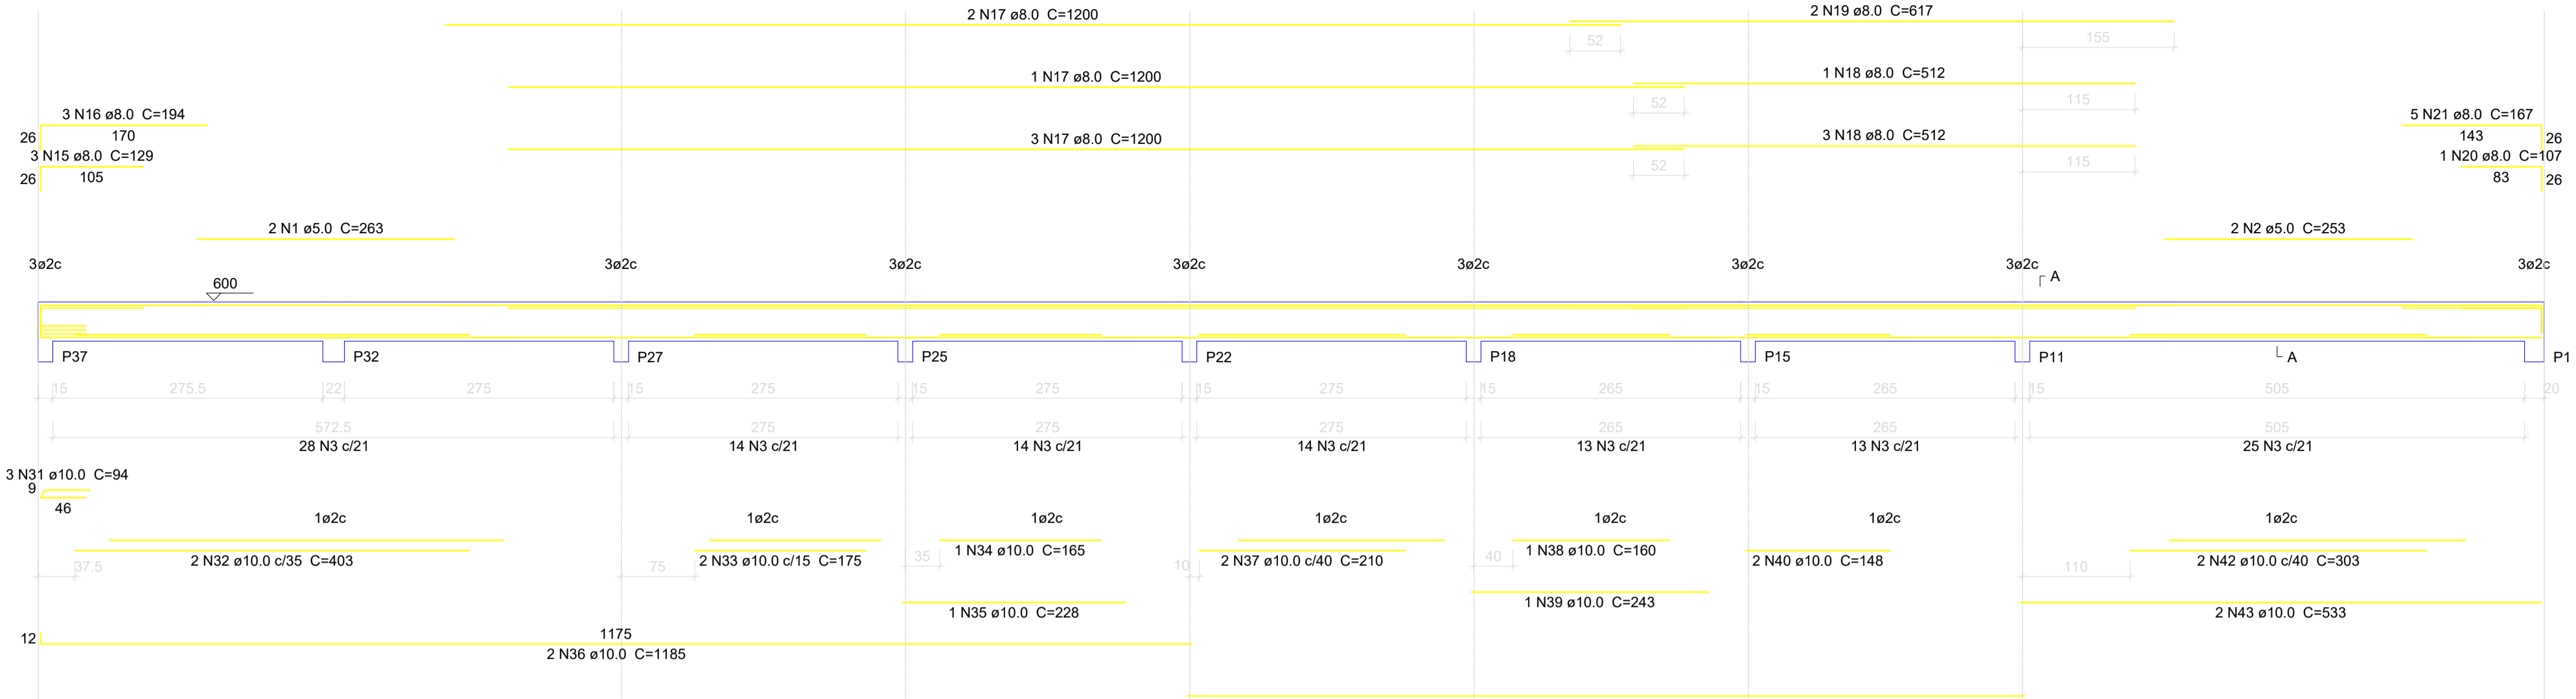 2 N17 ø8.0 C=1200
2 N19 ø8.0 C=617
52
155
1 N17 ø8.0 C=1200
1 N18 ø8.0 C=512
52
115
3 N16 ø8.0 C=194
26
170
3 N17 ø8.0 C=1200
3 N18 ø8.0 C=512
52
115
5 N21 ø8.0 C=167
143
26
3 N15 ø8.0 C=129
26
105
1 N20 ø8.0 C=107
83
26
2 N1 ø5.0 C=263
2 N2 ø5.0 C=253
3ø2c 3ø2c 3ø2c 3ø2c 3ø2c 3ø2c 3ø2c 3ø2c
600
A
P37 P32 P27 P25 P22 P18 P15 P11 A P1
15 275.5 22 275 15 275 15 275 15 275 15 265 15 265 15 505 20
572.5 275 275 275 265 265 505
28 N3 c/21 14 N3 c/21 14 N3 c/21 14 N3 c/21 13 N3 c/21 13 N3 c/21 25 N3 c/21
3 N31 ø10.0 C=94
9
46
1ø2c 1ø2c 1ø2c 1ø2c 1ø2c 1ø2c 1ø2c
37.5
2 N32 ø10.0 c/35 C=403
75
2 N33 ø10.0 c/15 C=175
35
1 N34 ø10.0 C=165
10
2 N37 ø10.0 c/40 C=210
40
1 N38 ø10.0 C=160
2 N40 ø10.0 C=148
110
2 N42 ø10.0 c/40 C=303
1 N35 ø10.0 C=228
1 N39 ø10.0 C=243
2 N43 ø10.0 C=533
12
1175
2 N36 ø10.0 C=1185